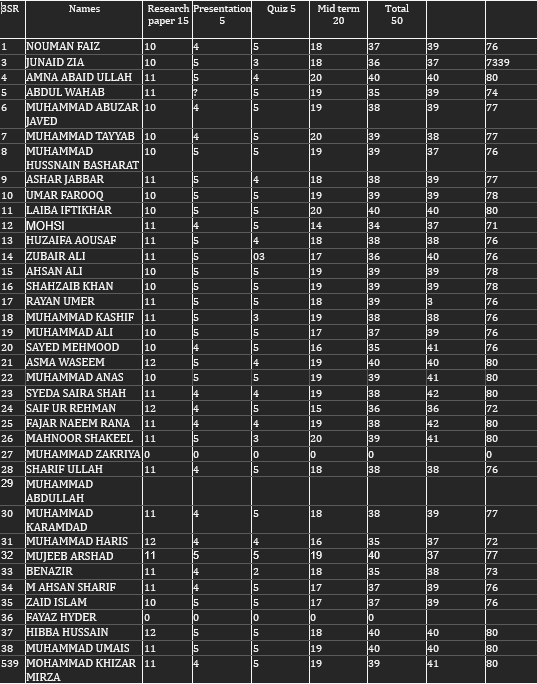 3SR Names Research Presentation Quiz 5 Mid term Total
paper 15 5 20 50
1 NOUMAN FAIZ 10 4 5 18 37 39 76
3 JUNAID ZIA 10 5 3 18 36 37 7339
4 AMNA ABAID ULLAH 11 5 4 20 40 40 80
5 ABDUL WAHAB 11 ? 5 19 35 39 74
6 MUHAMMAD ABUZAR 10 4 5 19 38 39 77
JAVED
7 MUHAMMAD TAYYAB 10 4 5 20 39 38 77
8 MUHAMMAD 10 5 5 19 39 37 76
HUSSNAIN BASHARAT
9 ASHAR JABBAR 11 5 4 18 38 39 77
10 UMAR FAROOQ 10 5 5 19 39 39 78
11 LAIBA IFTIKHAR 10 5 5 20 40 40 80
12 MOHSI 11 4 5 14 34 37 71
13 HUZAIFA AOUSAF 11 5 4 18 38 38 76
14 ZUBAIR ALI 11 5 03 17 36 40 76
15 AHSAN ALI 10 5 5 19 39 39 78
16 SHAHZAIB KHAN 10 5 5 19 39 39 78
17 RAYAN UMER 11 5 5 18 39 3 76
18 MUHAMMAD KASHIF 11 5 3 19 38 38 76
19 MUHAMMAD ALI 10 5 5 17 37 39 76
20 SAYED MEHMOOD 10 4 5 16 35 41 76
21 ASMA WASEEM 12 5 4 19 40 40 80
22 MUHAMMAD ANAS 10 5 5 19 39 41 80
23 SYEDA SAIRA SHAH 11 4 4 19 38 42 80
24 SAIF UR REHMAN 12 4 5 15 36 36 72
25 FAJAR NAEEM RANA 11 4 4 19 38 42 80
26 MAHNOOR SHAKEEL 11 5 3 20 39 41 80
27 MUHAMMAD ZAKRIYA 0 0 0 0 0 0
28 SHARIF ULLAH 11 4 5 18 38 38 76
29 MUHAMMAD
ABDULLAH
30 MUHAMMAD 11 4 5 18 38 39 77
KARAMDAD
31 MUHAMMAD HARIS 12 4 4 16 35 37 72
32 MUJEEB ARSHAD 11 5 5 19 40 37 77
33 BENAZIR 11 4 2 18 35 38 73
34 M AHSAN SHARIF 11 4 5 17 37 39 76
35 ZAID ISLAM 10 5 5 17 37 39 76
36 FAYAZ HYDER 0 0 0 0 0
37 HIBBA HUSSAIN 12 5 5 18 40 40 80
38 MUHAMMAD UMAIS 11 5 5 19 40 40 80
539 MOHAMMAD KHIZAR 11 4 5 19 39 41 80
MIRZA